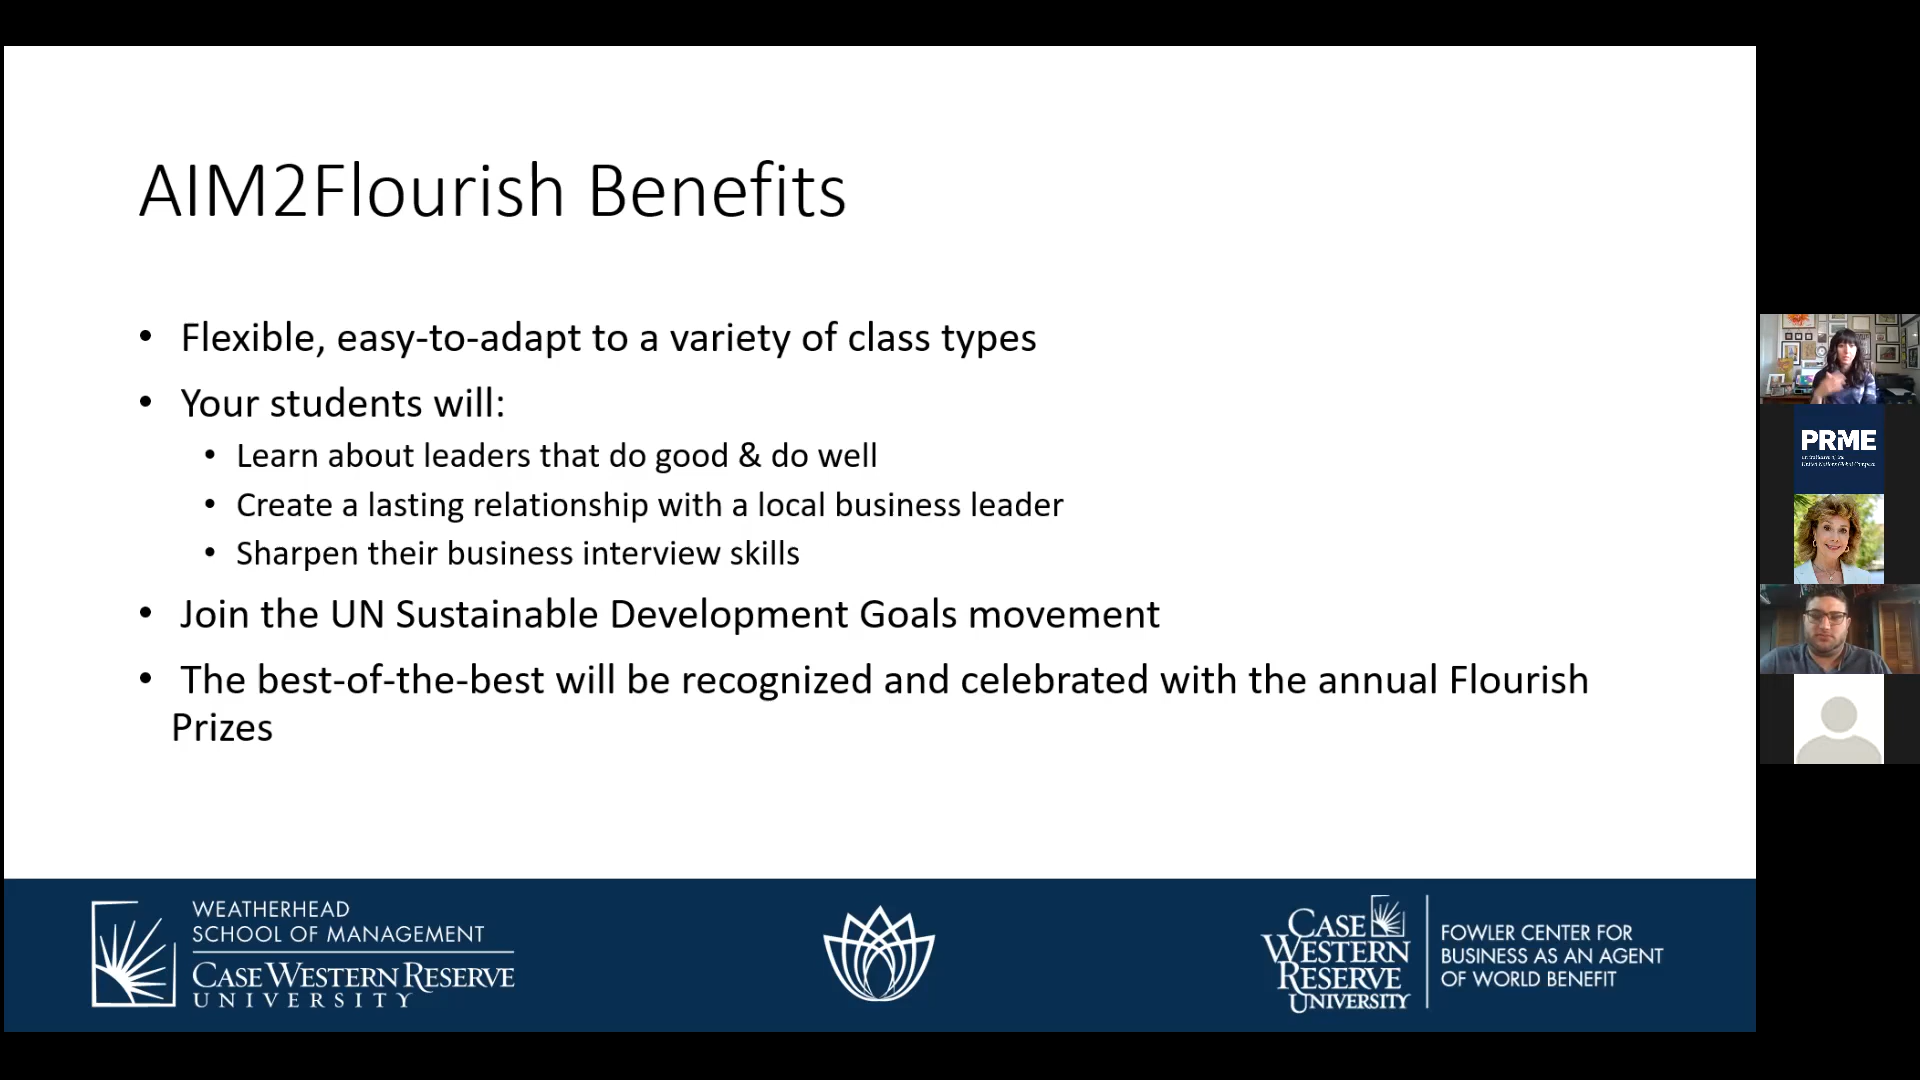 AIM2Flourish Benefits
• Flexible, easy-to-adapt to a variety of class types
• Your students will:
• Learn about leaders that do good & do well
• Create a lasting relationship with a local business leader
• Sharpen their business interview skills
• Join the UN Sustainable Development Goals movement
• The best-of-the-best will be recognized and celebrated with the annual Flourish
Prizes
PRME
WEATHERHEAD
SCHOOL OF MANAGEMENT
CASE WESTERN RESERVE
UNIVERSITY
CASE
WESTERN
RESERVE
UNIVERSITY
FOWLER CENTER FOR
BUSINESS AS AN AGENT
OF WORLD BENEFIT